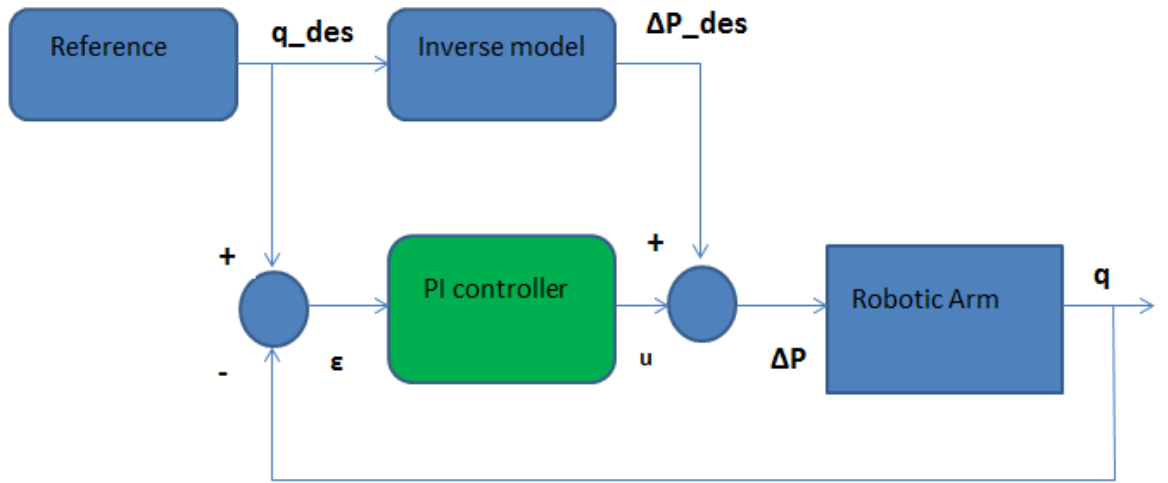 Reference
q_des
Inverse model
ΔP_des
+
PI controller
+
Robotic Arm
q
-
ε
u
ΔP